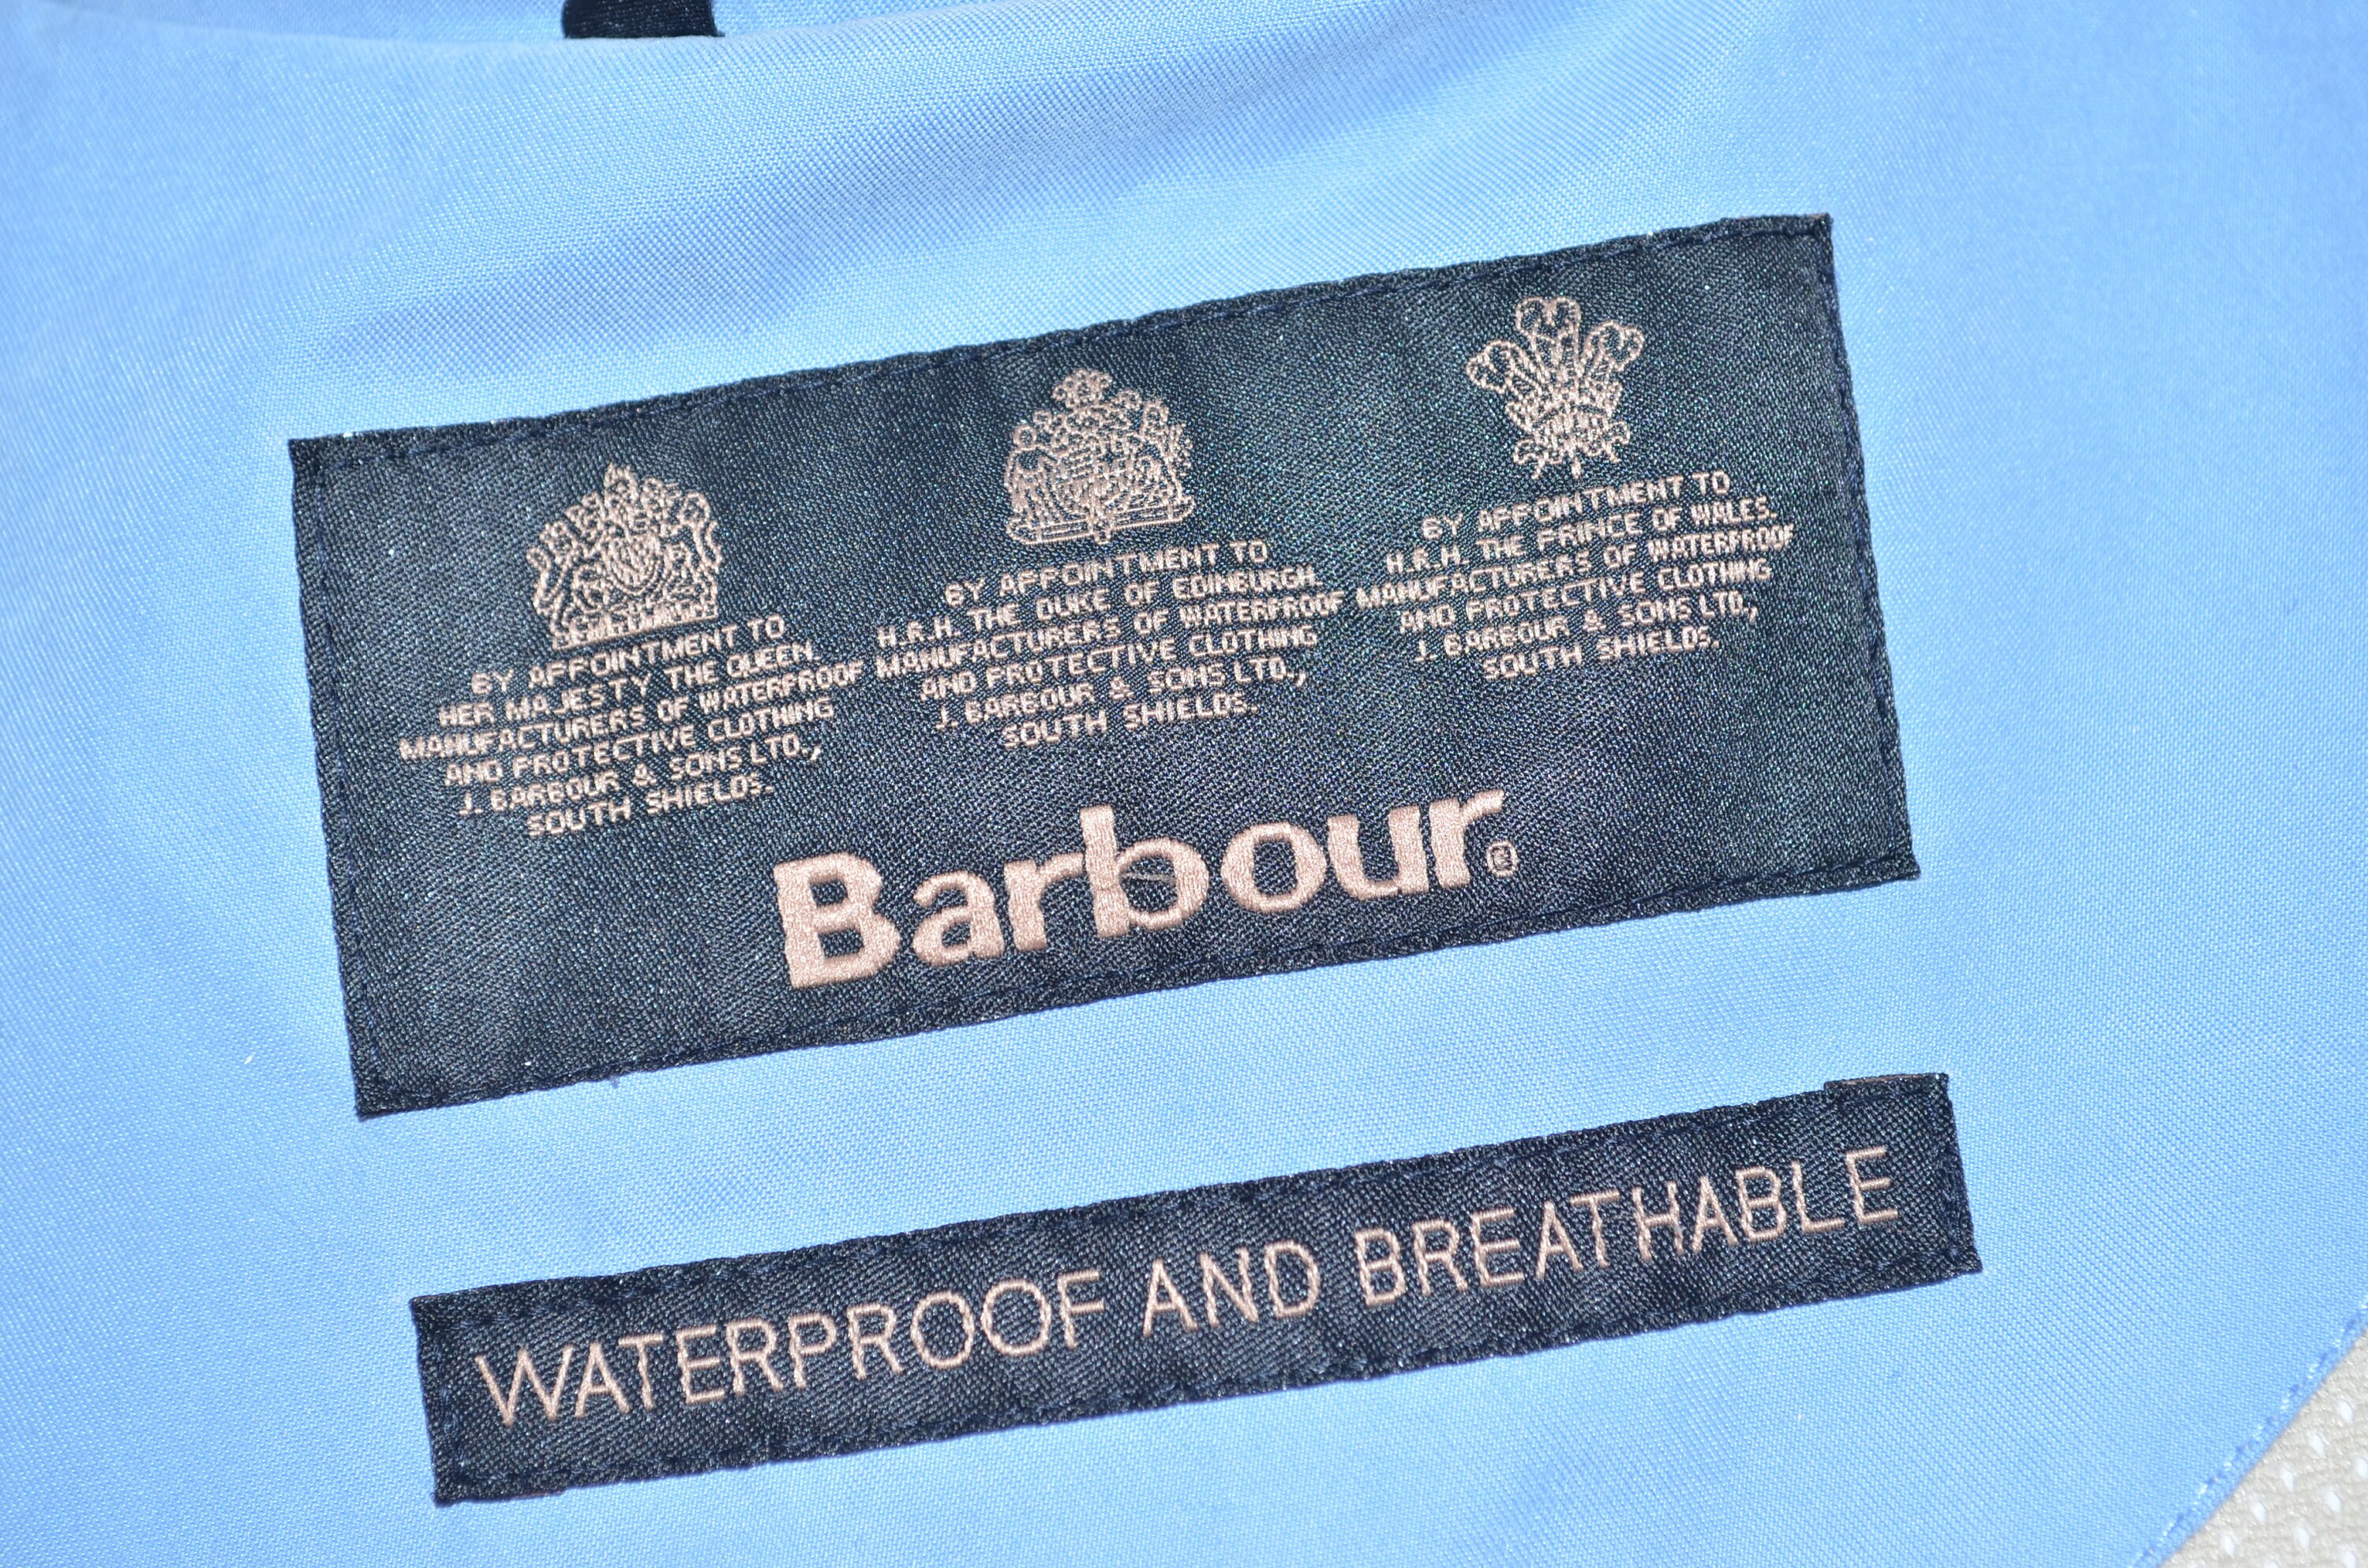 BY APPOINTMENT TO
HER MAJESTY THE QUEEN.
MANUFACTURERS OF WATERPROOF
AND PROTECTIVE CLOTHING
J. BARBOUR & SONS LTD.,
SOUTH SHIELDS.
BY APPOINTMENT TO
H.R.H. THE DUKE OF EDINBURGH.
MANUFACTURERS OF WATERPROOF
AND PROTECTIVE CLOTHING
J. BARBOUR & SONS LTD.,
SOUTH SHIELDS.
BY APPOINTMENT TO
H.R.H. THE PRINCE OF WALES.
MANUFACTURERS OF WATERPROOF
AND PROTECTIVE CLOTHING
J. BARBOUR & SONS LTD.,
SOUTH SHIELDS.
Barbour®
WATERPROOF AND BREATHABLE